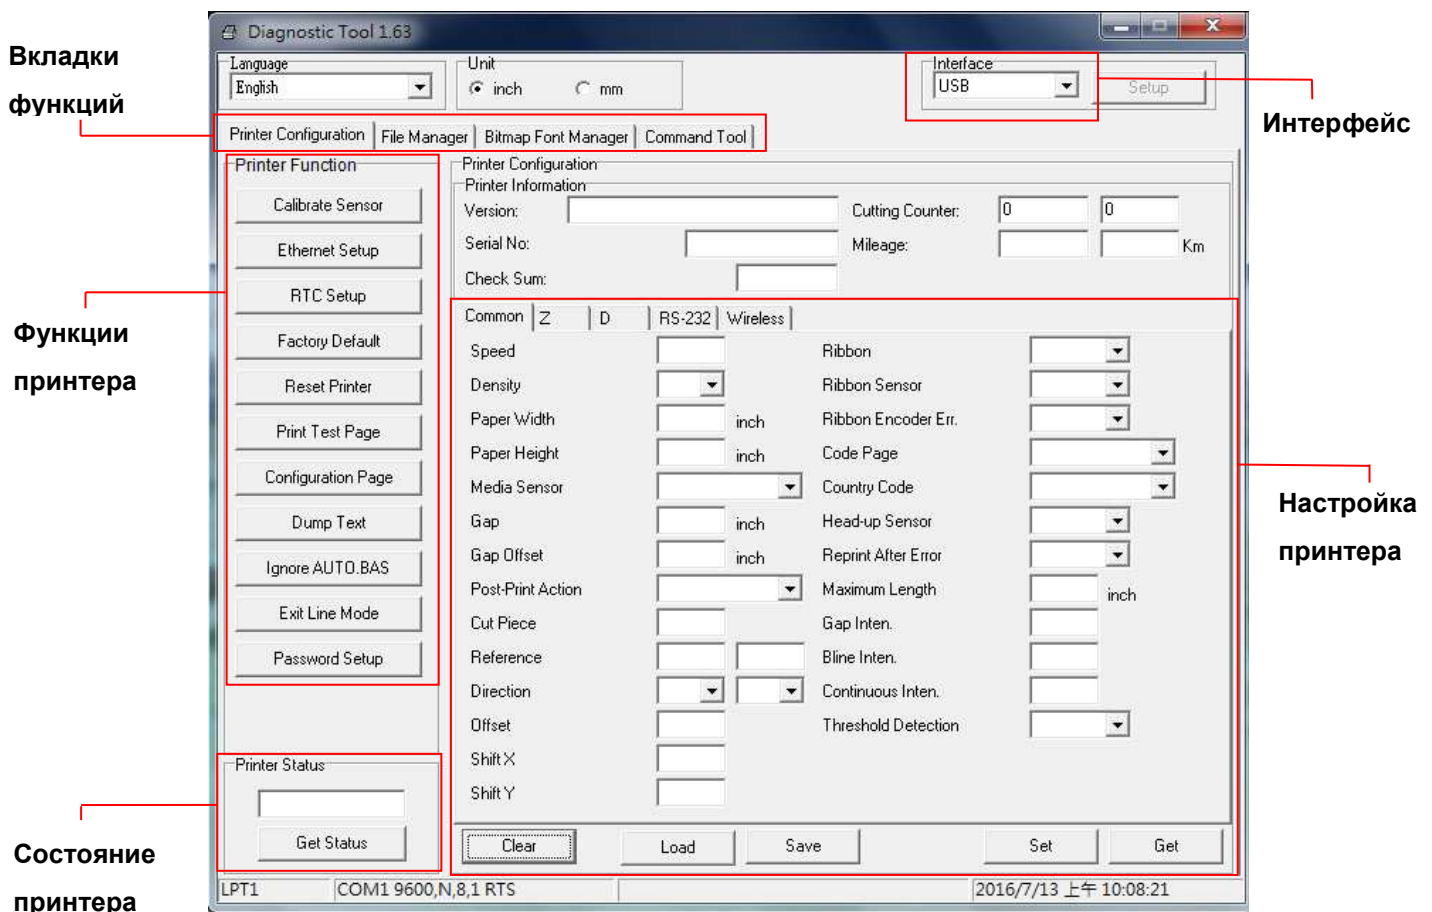 Diagnostic Tool 1.63
Вкладки
функций
Language
English
Unit
inch
mm
Interface
USB
Setup
Интерфейс
Printer Configuration
File Manager
Bitmap Font Manager
Command Tool
Printer Function
Calibrate Sensor
Ethernet Setup
RTC Setup
Factory Default
Reset Printer
Print Test Page
Configuration Page
Dump Text
Ignore AUTO.BAS
Exit Line Mode
Password Setup
Функции
принтера
Printer Configuration
Printer Information
Version:
Cutting Counter: 0 0
Serial No:
Mileage: Km
Check Sum:
Common Z D RS-232 Wireless
Speed
Density
Paper Width inch
Paper Height inch
Media Sensor
Gap inch
Gap Offset inch
Post-Print Action
Cut Piece
Reference
Direction
Offset
Shift X
Shift Y
Ribbon
Ribbon Sensor
Ribbon Encoder Err.
Code Page
Country Code
Head-up Sensor
Reprint After Error
Maximum Length inch
Gap Inten.
Bline Inten.
Continuous Inten.
Threshold Detection
Настройка
принтера
Printer Status
Get Status
Состояние
принтера
Clear
Load
Save
Set
Get
LPT1
COM1 9600,N,8,1 RTS
2016/7/13 上午 10:08:21